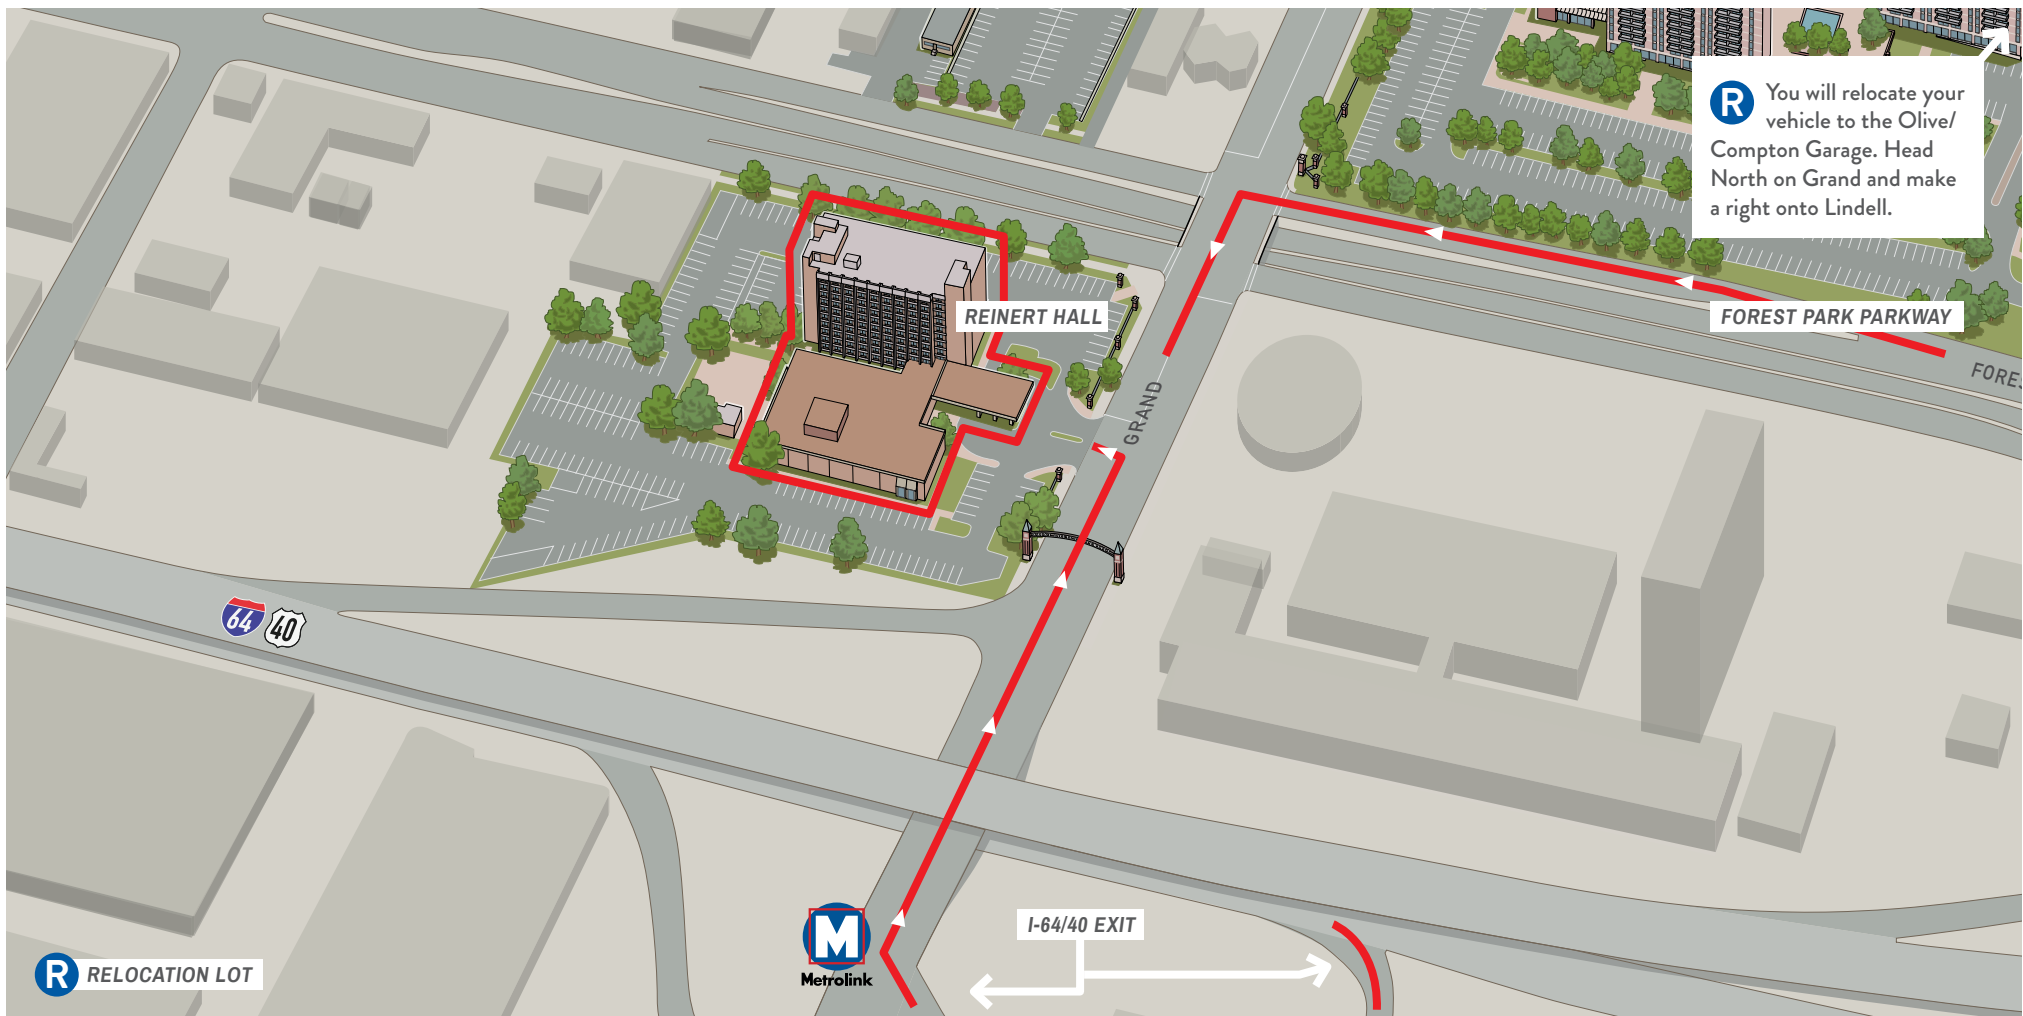 R You will relocate your
vehicle to the Olive/
Compton Garage. Head
North on Grand and make
a right onto Lindell.
REINERT HALL
FOREST PARK PARKWAY
FORES
GRAND
64
40
M
Metrolink
I-64/40 EXIT
R RELOCATION LOT